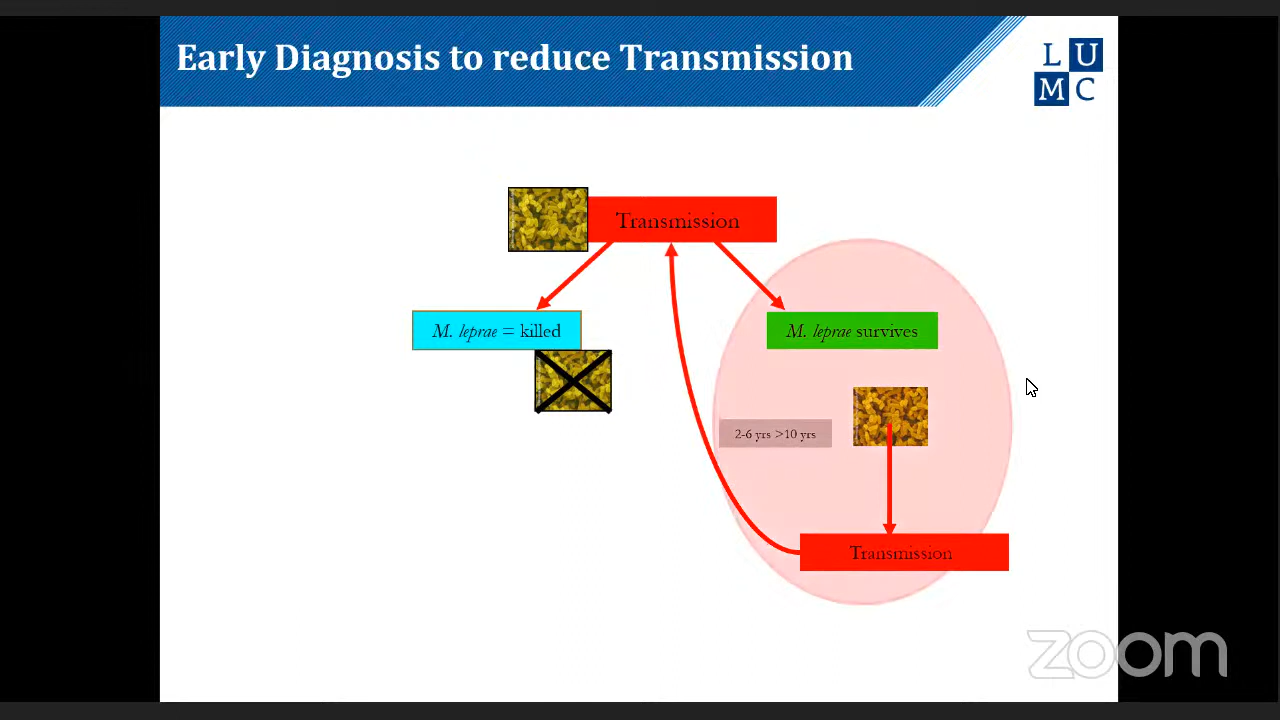 Early Diagnosis to reduce Transmission
L U
M C
Transmission
M. leprae = killed
M. leprae survives
2-6 yrs >10 yrs
Transmission
zoom